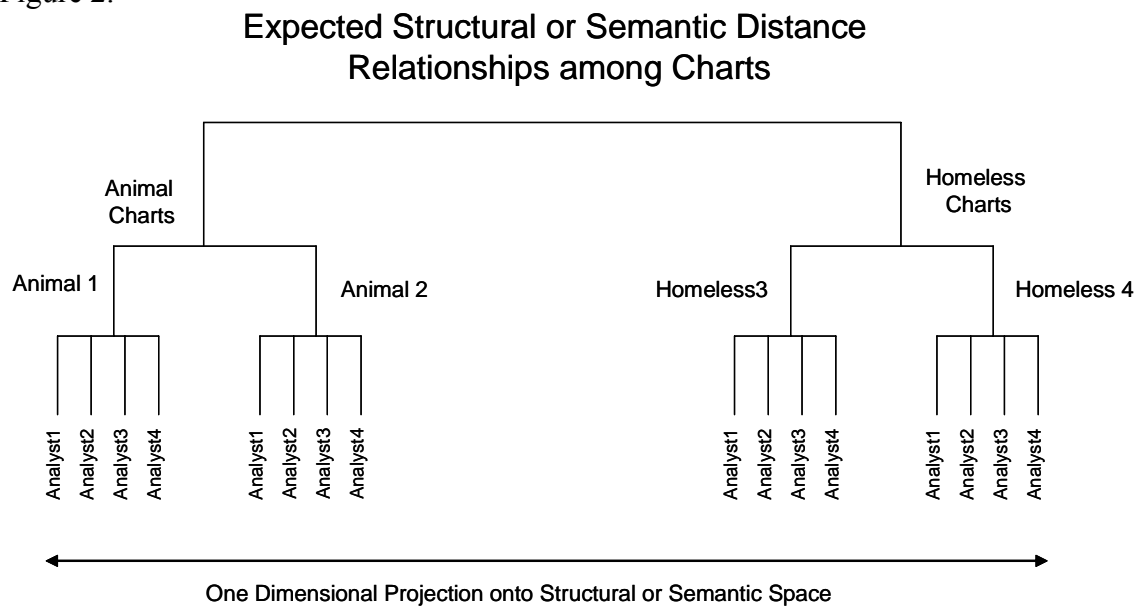 Figure 2.
Expected Structural or Semantic Distance
Relationships among Charts
Animal
Charts
Homeless
Charts
Animal 1
Animal 2
Homeless3
Homeless 4
Analyst1
Analyst2
Analyst3
Analyst4
Analyst1
Analyst2
Analyst3
Analyst4
Analyst1
Analyst2
Analyst3
Analyst4
Analyst1
Analyst2
Analyst3
Analyst4
One Dimensional Projection onto Structural or Semantic Space